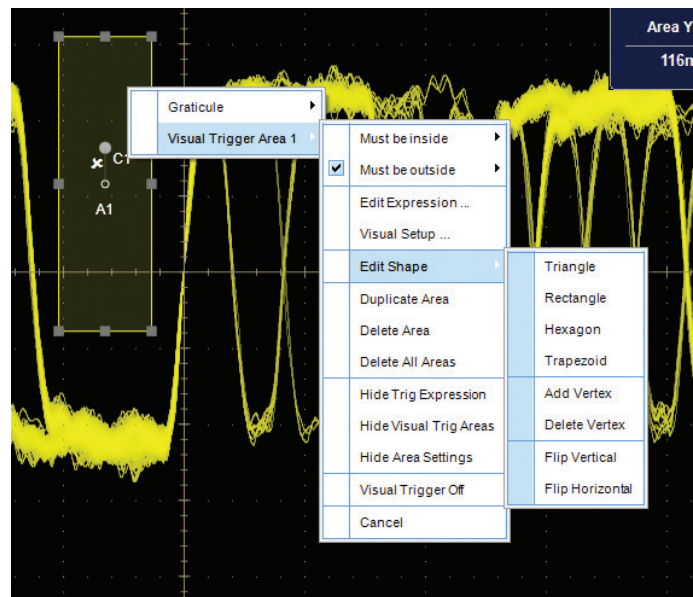 Area Y
116m
C1
A1
Graticule
Visual Trigger Area 1
Must be inside
Must be outside
Edit Expression ...
Visual Setup ...
Edit Shape
Duplicate Area
Delete Area
Delete All Areas
Hide Trig Expression
Hide Visual Trig Areas
Hide Area Settings
Visual Trigger Off
Cancel
Triangle
Rectangle
Hexagon
Trapezoid
Add Vertex
Delete Vertex
Flip Vertical
Flip Horizontal